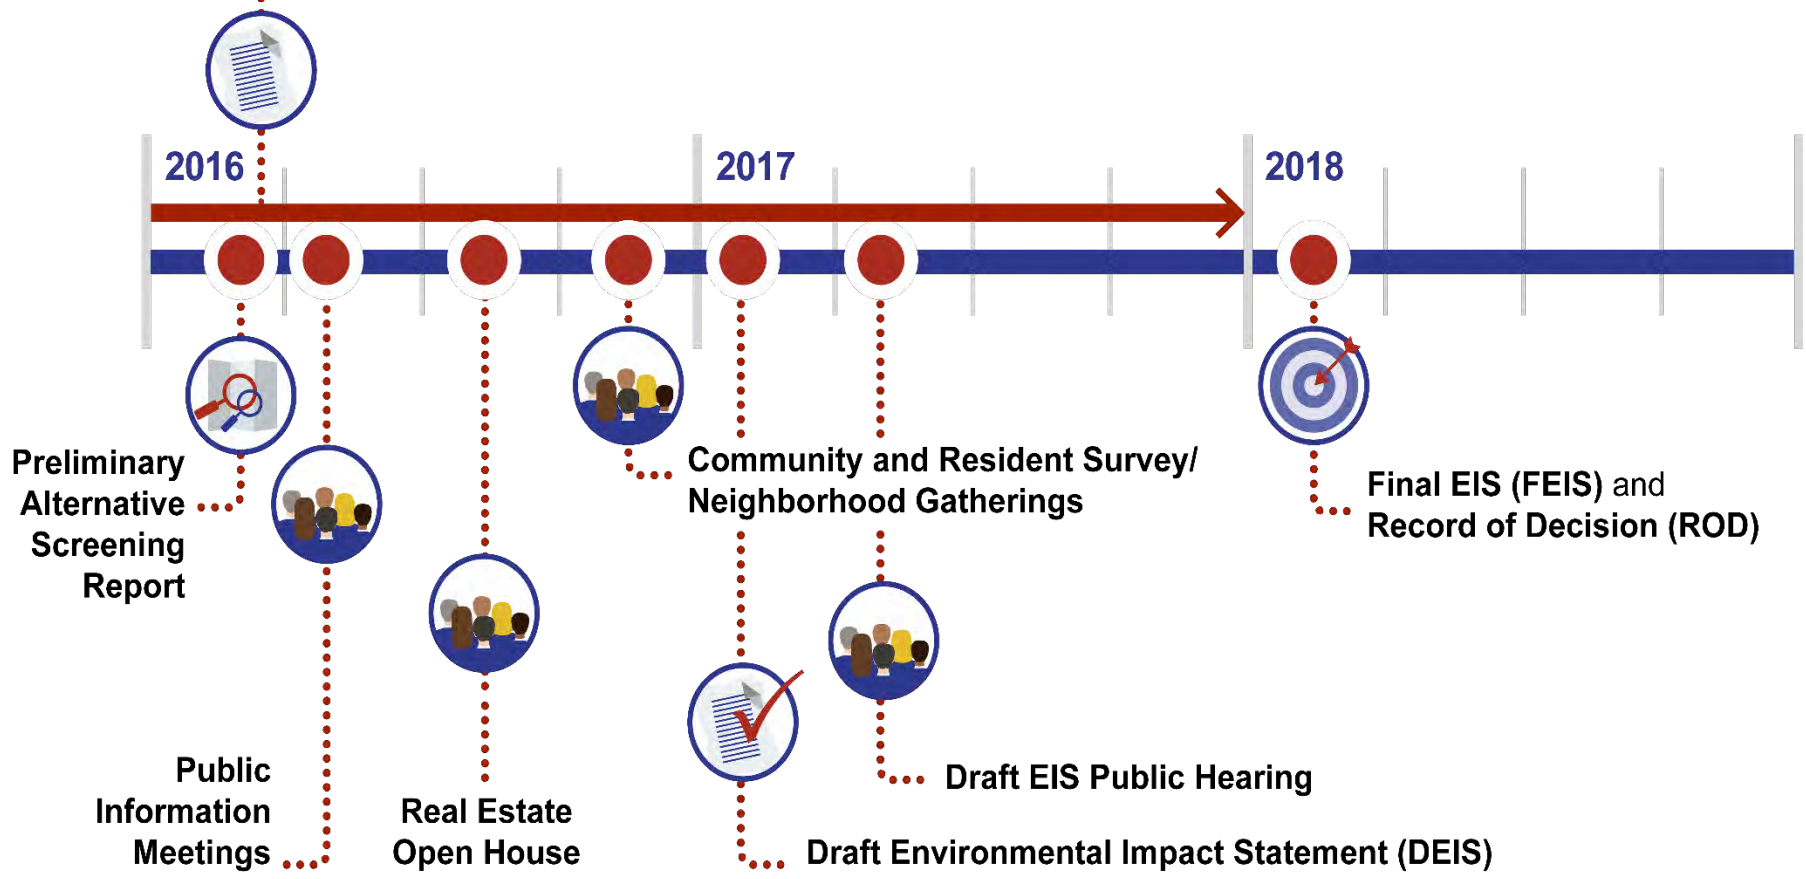 2016
2017
2018
Preliminary
Alternative
Screening
Report
Community and Resident Survey/
Neighborhood Gatherings
Final EIS (FEIS) and
Record of Decision (ROD)
Public
Information
Meetings
Real Estate
Open House
Draft EIS Public Hearing
Draft Environmental Impact Statement (DEIS)